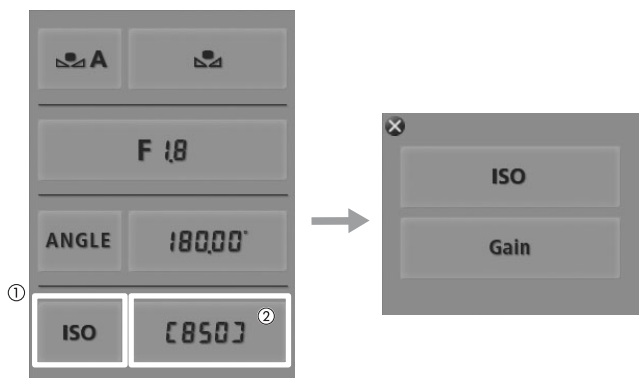 A
F 1.8
ANGLE 180.00°
①
ISO [850] ②
ISO
Gain